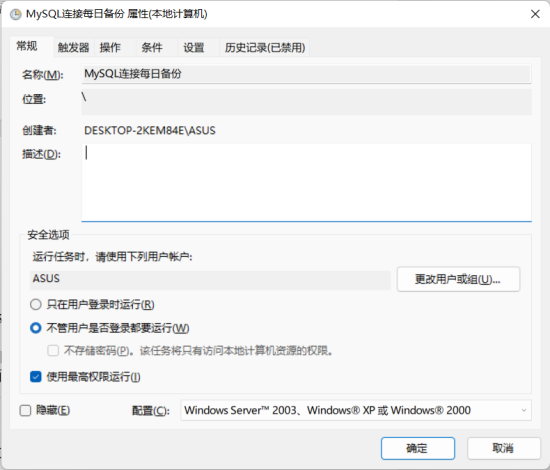 MySQL连接每日备份 属性(本地计算机)
常规 触发器 操作 条件 设置 历史记录(已禁用)
名称(M): MySQL连接每日备份
位置: \
创建者: DESKTOP-2KEM84E\ASUS
描述(D):
安全选项
运行任务时，请使用下列用户帐户:
ASUS 更改用户或组(U)...
只在用户登录时运行(R)
不管用户是否登录都要运行(W)
不存储密码(P)。该任务将只有访问本地计算机资源的权限。
使用最高权限运行(I)
隐藏(E) 配置(C): Windows Server™ 2003、Windows® XP 或 Windows® 2000
确定 取消